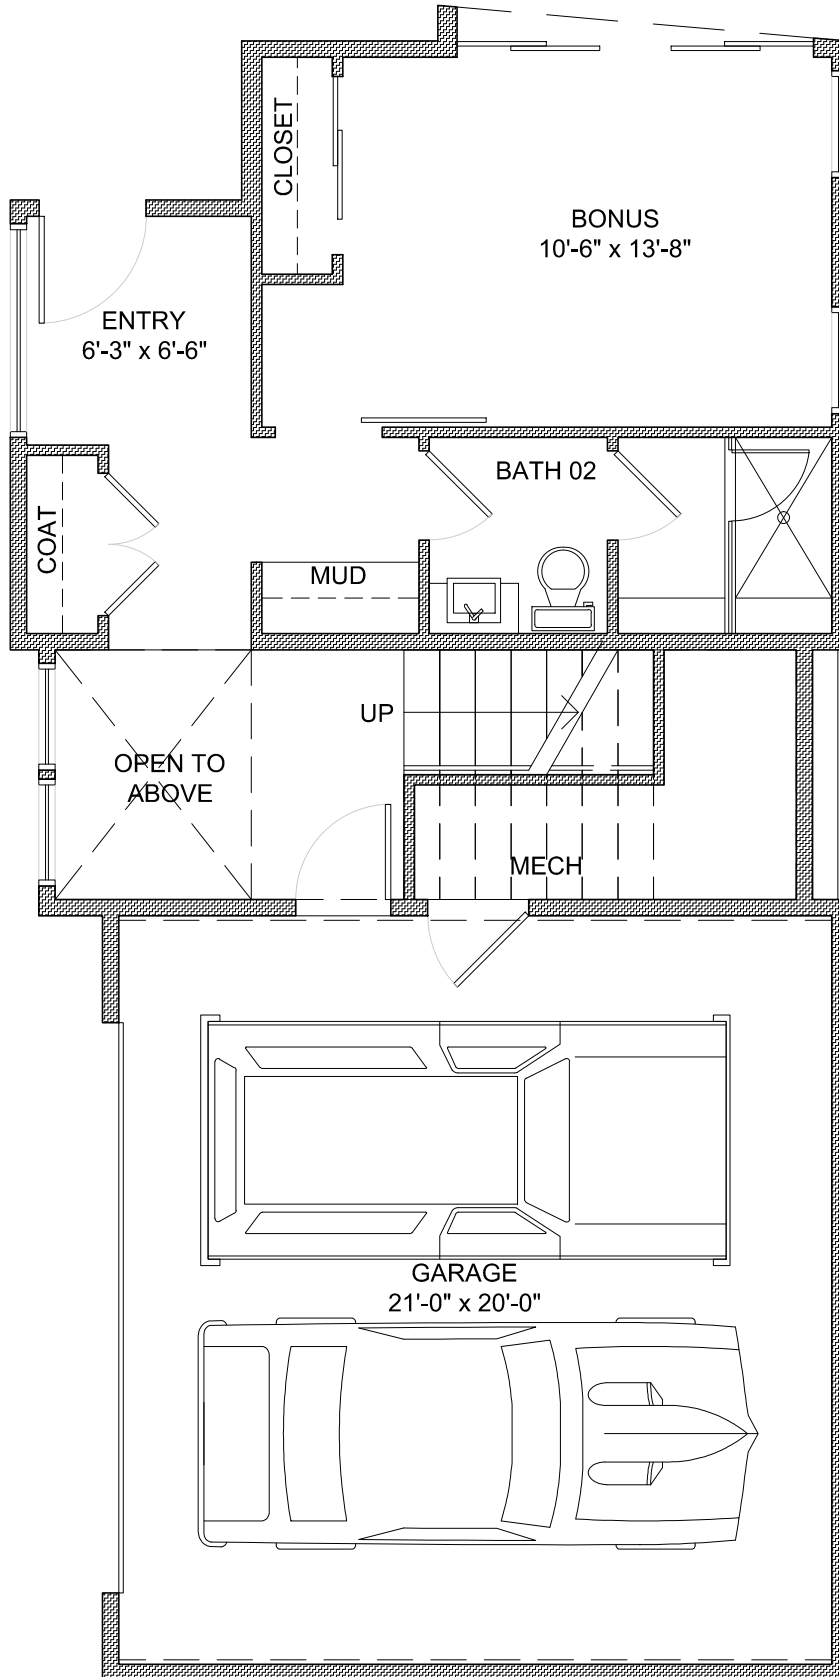 CLOSET
BONUS
10'-6" x 13'-8"
ENTRY
6'-3" x 6'-6"
BATH 02
COAT
MUD
UP
OPEN TO
ABOVE
MECH
GARAGE
21'-0" x 20'-0"